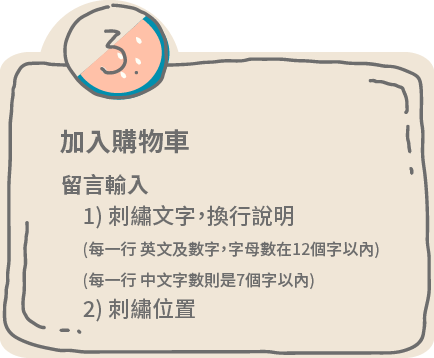 3.
加入購物車
留言輸入
1) 刺繡文字，換行說明
(每一行 英文及數字，字母數在12個字以內)
(每一行 中文字數則是7個字以內)
2) 刺繡位置